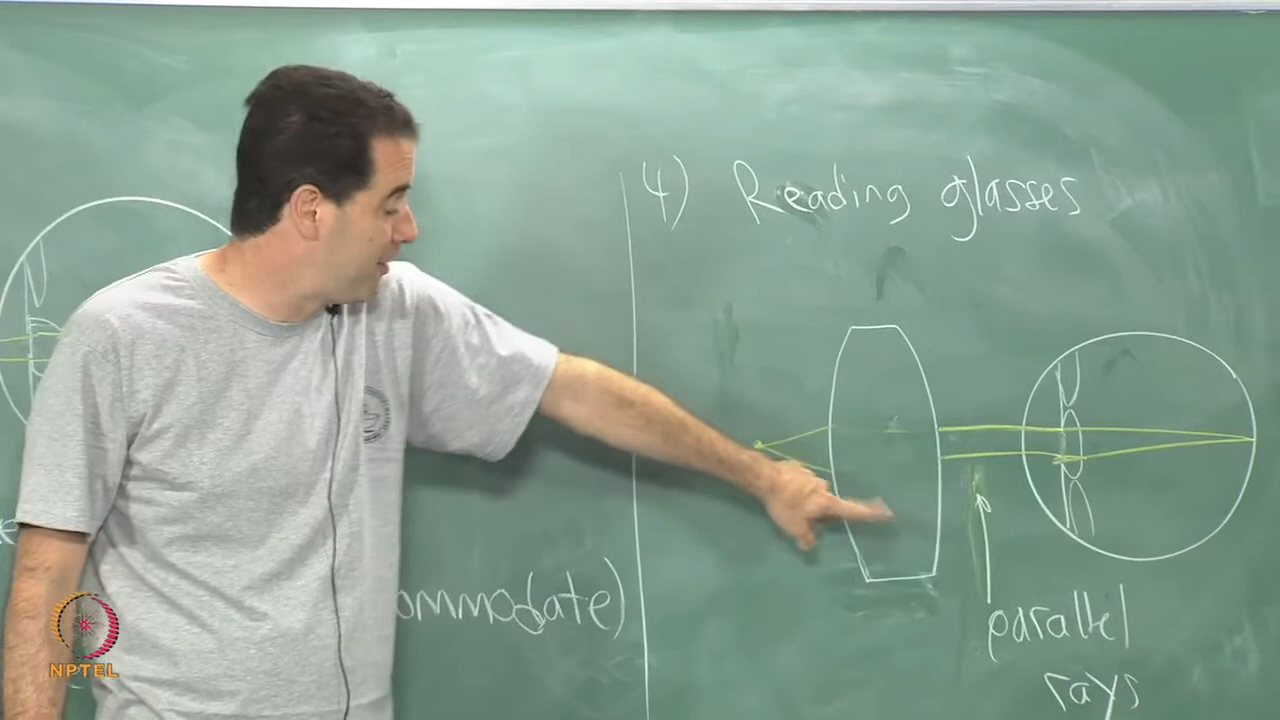 4) Reading glasses
ommodate)
parallel
rays
NPTEL